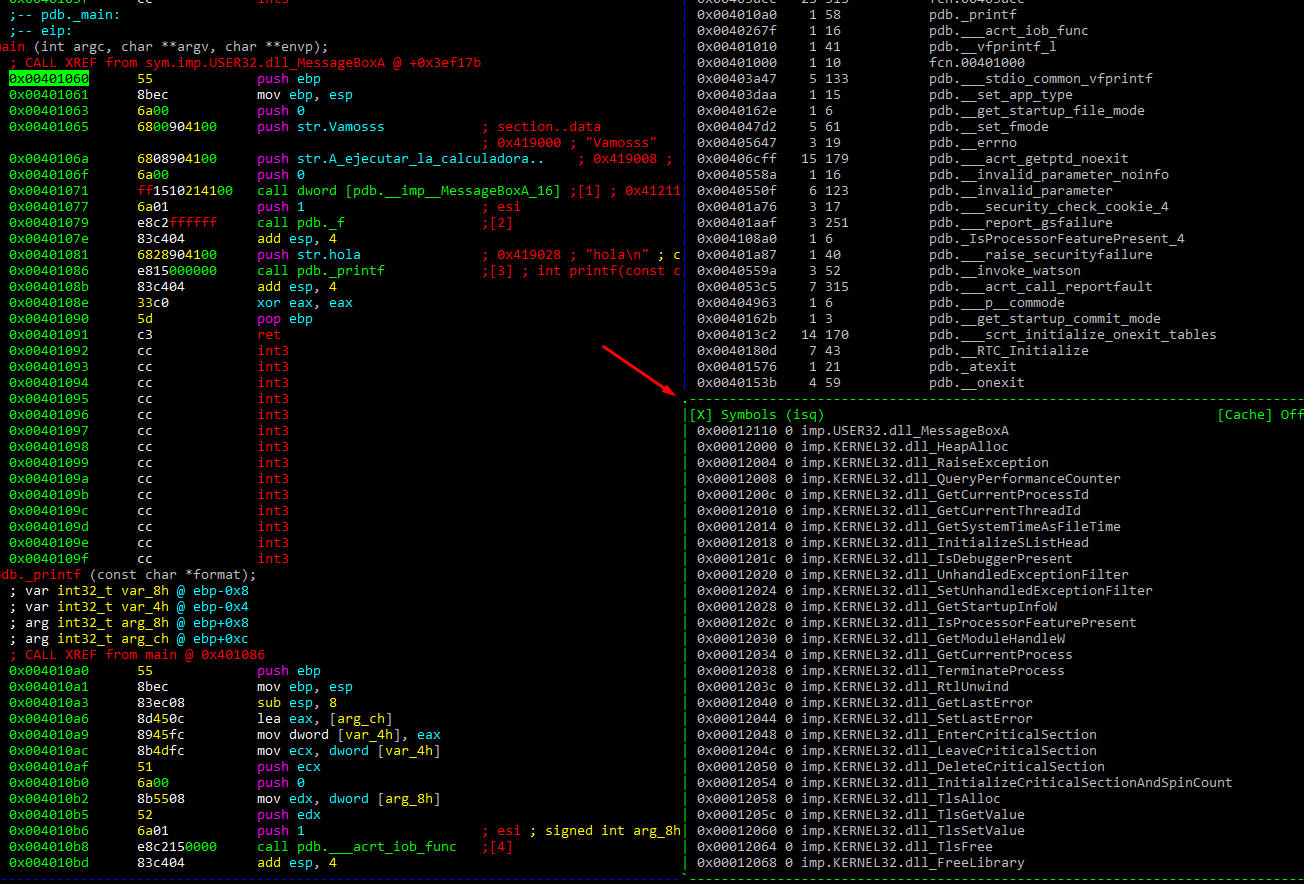 ;-- pdb._main:
;-- eip:
main (int argc, char **argv, char **envp);
; CALL XREF from sym.imp.USER32.dll_MessageBoxA @ +0x3ef17b
0x00401060 55 push ebp
0x00401061 8bec mov ebp, esp
0x00401063 6a00 push 0
0x00401065 6800904100 push str.Vamosss ; section..data
; 0x419000 ; "Vamosss"
0x0040106a 6808904100 push str.A_ejecutar_la_calculadora.. ; 0x419008 ;
0x0040106f 6a00 push 0
0x00401071 ff1510214100 call dword [pdb.__imp__MessageBoxA_16] ;[1] ; 0x41211
0x00401077 6a01 push 1 ; esi
0x00401079 e8c2ffffff call pdb._f ;[2]
0x0040107e 83c404 add esp, 4
0x00401081 6828904100 push str.hola ; 0x419028 ; "hola\n" ; c
0x00401086 e815000000 call pdb._printf ;[3] ; int printf(const c
0x0040108b 83c404 add esp, 4
0x0040108e 33c0 xor eax, eax
0x00401090 5d pop ebp
0x00401091 c3 ret
0x00401092 cc int3
0x00401093 cc int3
0x00401094 cc int3
0x00401095 cc int3
0x00401096 cc int3
0x00401097 cc int3
0x00401098 cc int3
0x00401099 cc int3
0x0040109a cc int3
0x0040109b cc int3
0x0040109c cc int3
0x0040109d cc int3
0x0040109e cc int3
0x0040109f cc int3
pdb._printf (const char *format);
; var int32_t var_8h @ ebp-0x8
; var int32_t var_4h @ ebp-0x4
; arg int32_t arg_8h @ ebp+0x8
; arg int32_t arg_ch @ ebp+0xc
; CALL XREF from main @ 0x401086
0x004010a0 55 push ebp
0x004010a1 8bec mov ebp, esp
0x004010a3 83ec08 sub esp, 8
0x004010a6 8d450c lea eax, [arg_ch]
0x004010a9 8945fc mov dword [var_4h], eax
0x004010ac 8b4dfc mov ecx, dword [var_4h]
0x004010af 51 push ecx
0x004010b0 6a00 push 0
0x004010b2 8b5508 mov edx, dword [arg_8h]
0x004010b5 52 push edx
0x004010b6 6a01 push 1 ; esi ; signed int arg_8h
0x004010b8 e8c2150000 call pdb.___acrt_iob_func ;[4]
0x004010bd 83c404 add esp, 4
0x004010a0 1 58 pdb._printf
0x0040267f 1 16 pdb.___acrt_iob_func
0x00401010 1 41 pdb.__vfprintf_l
0x00401000 1 10 fcn.00401000
0x00403a47 5 133 pdb.___stdio_common_vfprintf
0x00403daa 1 15 pdb.__set_app_type
0x0040162e 1 6 pdb.__get_startup_file_mode
0x004047d2 5 61 pdb.__set_fmode
0x00405647 3 19 pdb.__errno
0x00406cff 15 179 pdb.___acrt_getptd_noexit
0x0040558a 1 16 pdb.__invalid_parameter_noinfo
0x0040550f 6 123 pdb.__invalid_parameter
0x00401a76 3 17 pdb.___security_check_cookie_4
0x00401aaf 3 251 pdb.___report_gsfailure
0x004108a0 1 6 pdb._IsProcessorFeaturePresent_4
0x00401a87 1 40 pdb.___raise_securityfailure
0x0040559a 3 52 pdb.__invoke_watson
0x004053c5 7 315 pdb.___acrt_call_reportfault
0x00404963 1 6 pdb.___p__commode
0x0040162b 1 3 pdb.__get_startup_commit_mode
0x004013c2 14 170 pdb.___scrt_initialize_onexit_tables
0x0040180d 7 43 pdb.__RTC_Initialize
0x00401576 1 21 pdb._atexit
0x0040153b 4 59 pdb.__onexit
[X] Symbols (isq) [Cache] Off
0x00012110 0 imp.USER32.dll_MessageBoxA
0x00012000 0 imp.KERNEL32.dll_HeapAlloc
0x00012004 0 imp.KERNEL32.dll_RaiseException
0x00012008 0 imp.KERNEL32.dll_QueryPerformanceCounter
0x0001200c 0 imp.KERNEL32.dll_GetCurrentProcessId
0x00012010 0 imp.KERNEL32.dll_GetCurrentThreadId
0x00012014 0 imp.KERNEL32.dll_GetSystemTimeAsFileTime
0x00012018 0 imp.KERNEL32.dll_InitializeSListHead
0x0001201c 0 imp.KERNEL32.dll_IsDebuggerPresent
0x00012020 0 imp.KERNEL32.dll_UnhandledExceptionFilter
0x00012024 0 imp.KERNEL32.dll_SetUnhandledExceptionFilter
0x00012028 0 imp.KERNEL32.dll_GetStartupInfoW
0x0001202c 0 imp.KERNEL32.dll_IsProcessorFeaturePresent
0x00012030 0 imp.KERNEL32.dll_GetModuleHandleW
0x00012034 0 imp.KERNEL32.dll_GetCurrentProcess
0x00012038 0 imp.KERNEL32.dll_TerminateProcess
0x0001203c 0 imp.KERNEL32.dll_RtlUnwind
0x00012040 0 imp.KERNEL32.dll_GetLastError
0x00012044 0 imp.KERNEL32.dll_SetLastError
0x00012048 0 imp.KERNEL32.dll_EnterCriticalSection
0x0001204c 0 imp.KERNEL32.dll_LeaveCriticalSection
0x00012050 0 imp.KERNEL32.dll_DeleteCriticalSection
0x00012054 0 imp.KERNEL32.dll_InitializeCriticalSectionAndSpinCount
0x00012058 0 imp.KERNEL32.dll_TlsAlloc
0x0001205c 0 imp.KERNEL32.dll_TlsGetValue
0x00012060 0 imp.KERNEL32.dll_TlsSetValue
0x00012064 0 imp.KERNEL32.dll_TlsFree
0x00012068 0 imp.KERNEL32.dll_FreeLibrary